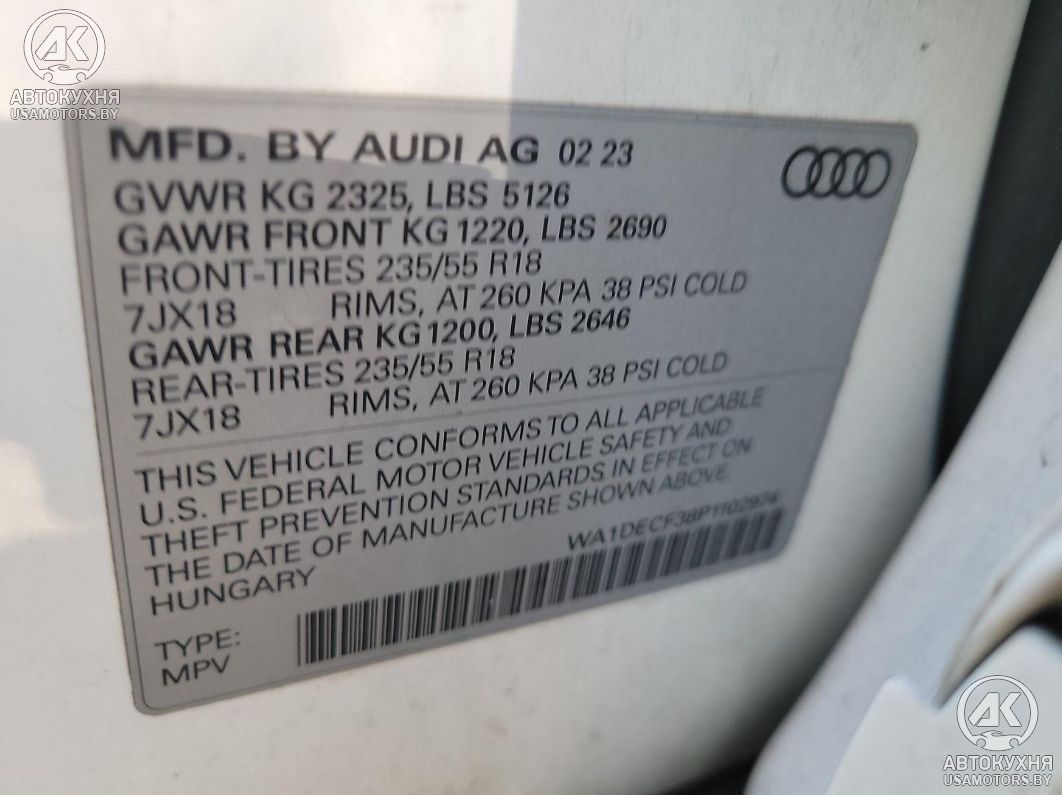 AK
АВТОКУХНЯ
USAMOTORS.BY
MFD. BY AUDI AG 02 23
GVWR KG 2325, LBS 5126
GAWR FRONT KG 1220, LBS 2690
FRONT-TIRES 235/55 R18
7JX18 RIMS, AT 260 KPA 38 PSI COLD
GAWR REAR KG 1200, LBS 2646
REAR-TIRES 235/55 R18
7JX18 RIMS, AT 260 KPA 38 PSI COLD
THIS VEHICLE CONFORMS TO ALL APPLICABLE
U.S. FEDERAL MOTOR VEHICLE SAFETY AND
THEFT PREVENTION STANDARDS IN EFFECT ON
THE DATE OF MANUFACTURE SHOWN ABOVE.
HUNGARY WA1DECF38P1102974
TYPE:
MPV
AK
АВТОКУХНЯ
USAMOTORS.BY